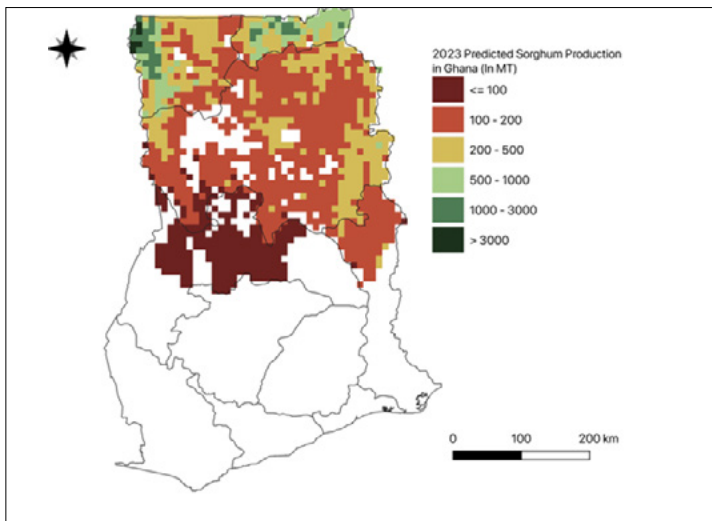 2023 Predicted Sorghum Production
in Ghana (In MT)
<= 100
100 - 200
200 - 500
500 - 1000
1000 - 3000
> 3000
0 100 200 km